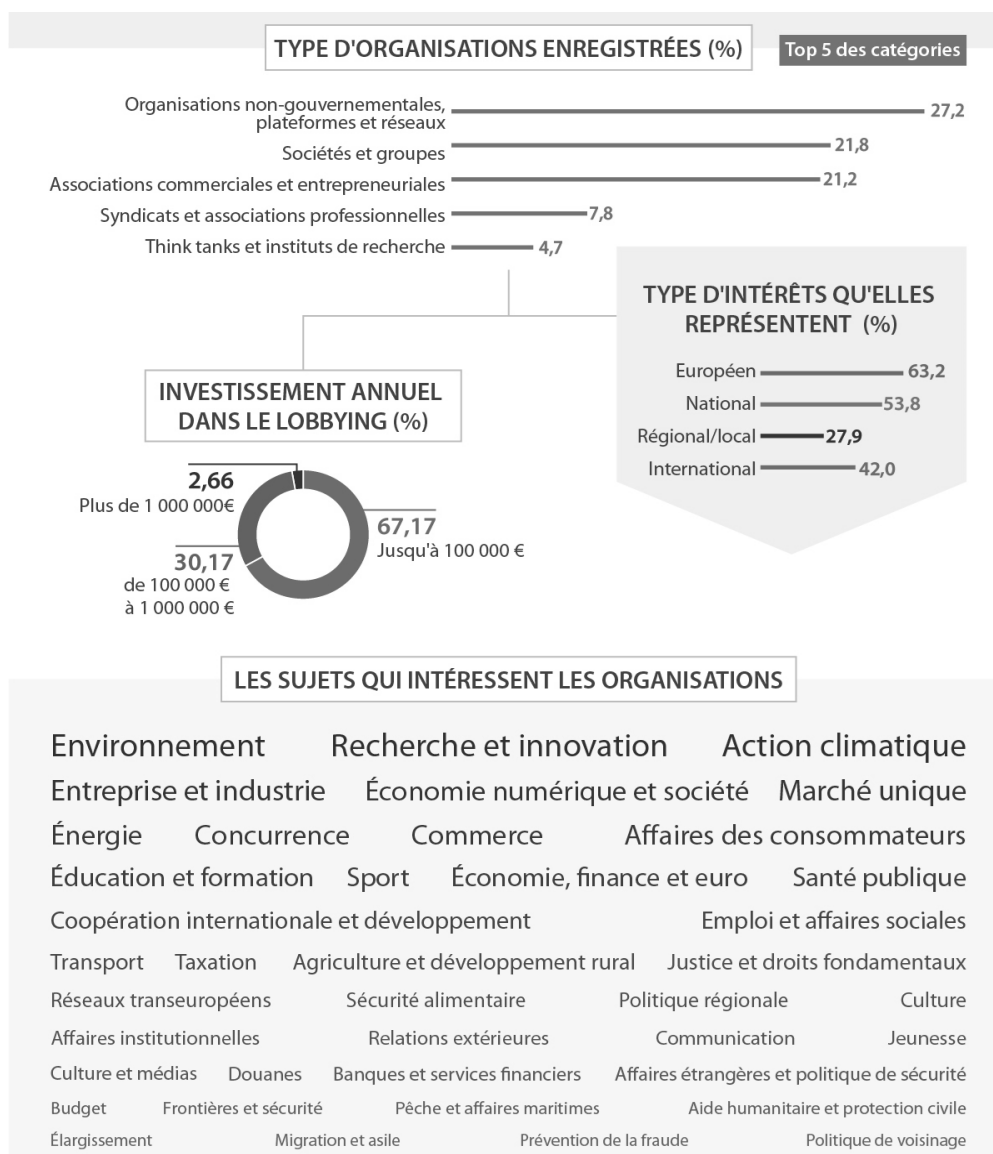 TYPE D'ORGANISATIONS ENREGISTRÉES (%)
Top 5 des catégories
Organisations non-gouvernementales,
plateformes et réseaux
27,2
Sociétés et groupes
21,8
Associations commerciales et entrepreneuriales
21,2
Syndicats et associations professionnelles
7,8
Think tanks et instituts de recherche
4,7
TYPE D'INTÉRÊTS QU'ELLES
REPRÉSENTENT (%)
Européen
63,2
National
53,8
Régional/local
27,9
International
42,0
INVESTISSEMENT ANNUEL
DANS LE LOBBYING (%)
2,66
Plus de 1 000 000€
67,17
Jusqu'à 100 000 €
30,17
de 100 000 €
à 1 000 000 €
LES SUJETS QUI INTÉRESSENT LES ORGANISATIONS
Environnement Recherche et innovation Action climatique
Entreprise et industrie Économie numérique et société Marché unique
Énergie Concurrence Commerce Affaires des consommateurs
Éducation et formation Sport Économie, finance et euro Santé publique
Coopération internationale et développement Emploi et affaires sociales
Transport Taxation Agriculture et développement rural Justice et droits fondamentaux
Réseaux transeuropéens Sécurité alimentaire Politique régionale Culture
Affaires institutionnelles Relations extérieures Communication Jeunesse
Culture et médias Douanes Banques et services financiers Affaires étrangères et politique de sécurité
Budget Frontières et sécurité Pêche et affaires maritimes Aide humanitaire et protection civile
Élargissement Migration et asile Prévention de la fraude Politique de voisinage